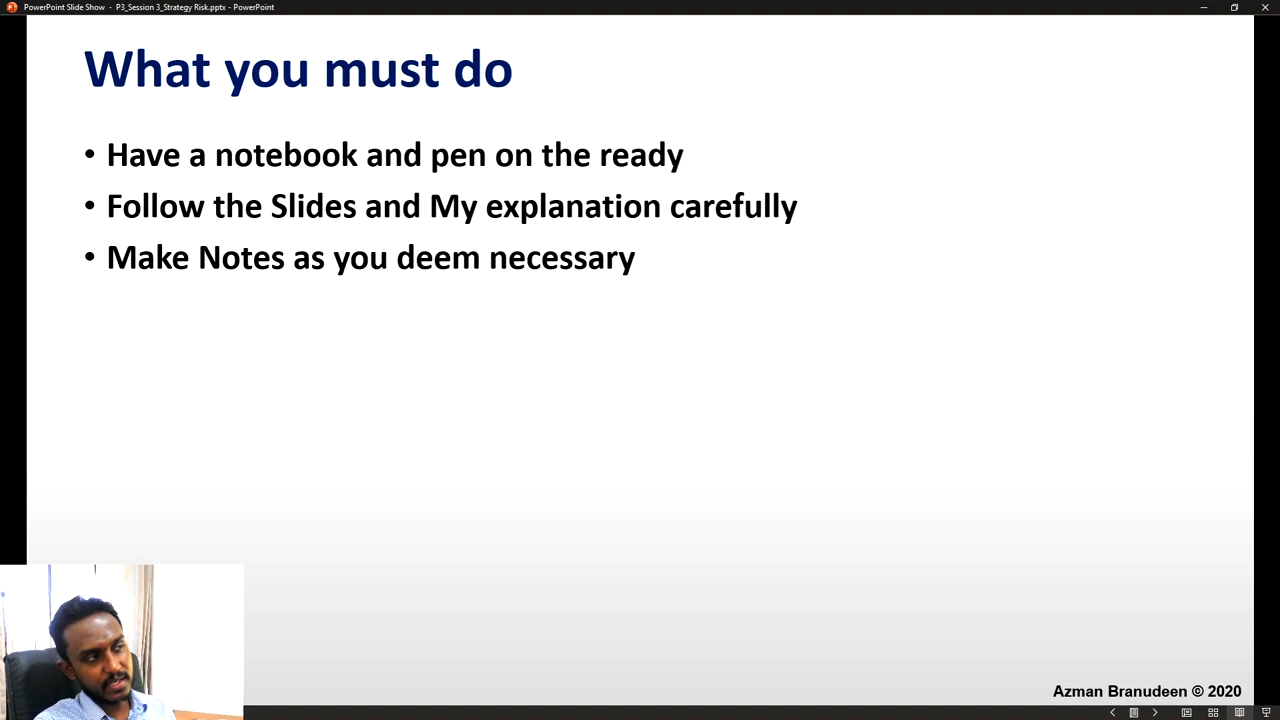 PowerPoint Slide Show - P3_Session 3_Strategy Risk.pptx - PowerPoint
What you must do
• Have a notebook and pen on the ready
• Follow the Slides and My explanation carefully
• Make Notes as you deem necessary
Azman Branudeen © 2020